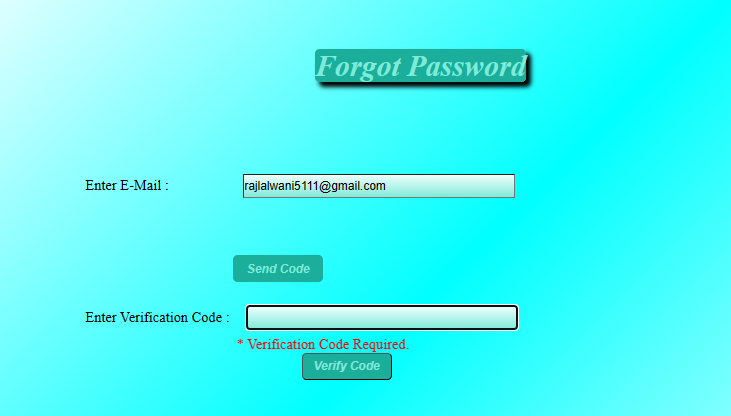 Forgot Password
Enter E-Mail : rajlalwani5111@gmail.com
Send Code
Enter Verification Code :
* Verification Code Required.
Verify Code